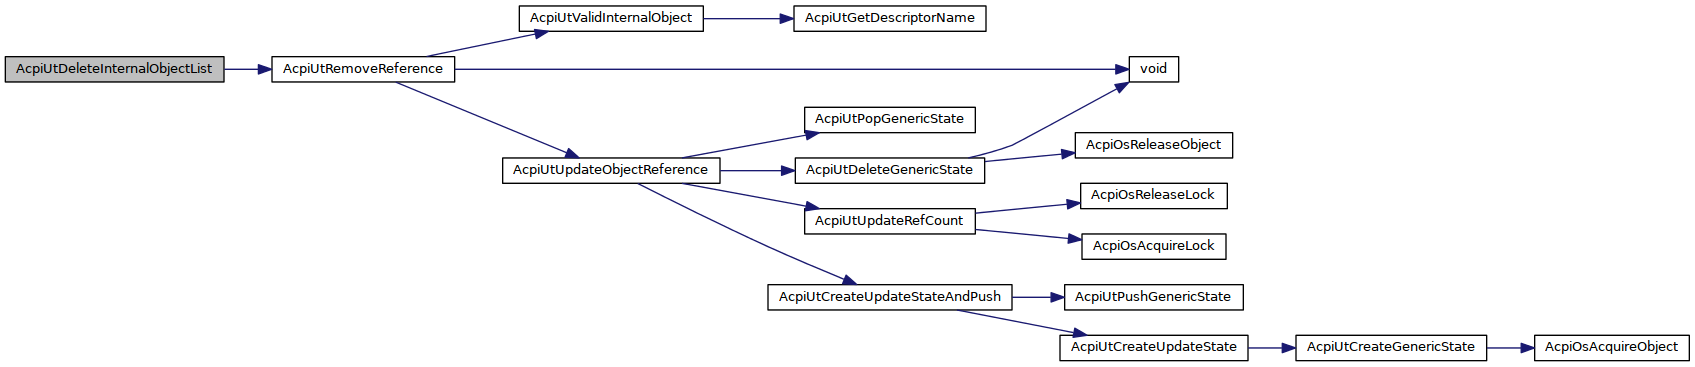 AcpiUtValidInternalObject
AcpiUtGetDescriptorName
AcpiUtDeleteInternalObjectList
AcpiUtRemoveReference
void
AcpiUtPopGenericState
AcpiOsReleaseObject
AcpiUtUpdateObjectReference
AcpiUtDeleteGenericState
AcpiOsReleaseLock
AcpiUtUpdateRefCount
AcpiOsAcquireLock
AcpiUtCreateUpdateStateAndPush
AcpiUtPushGenericState
AcpiUtCreateUpdateState
AcpiUtCreateGenericState
AcpiOsAcquireObject